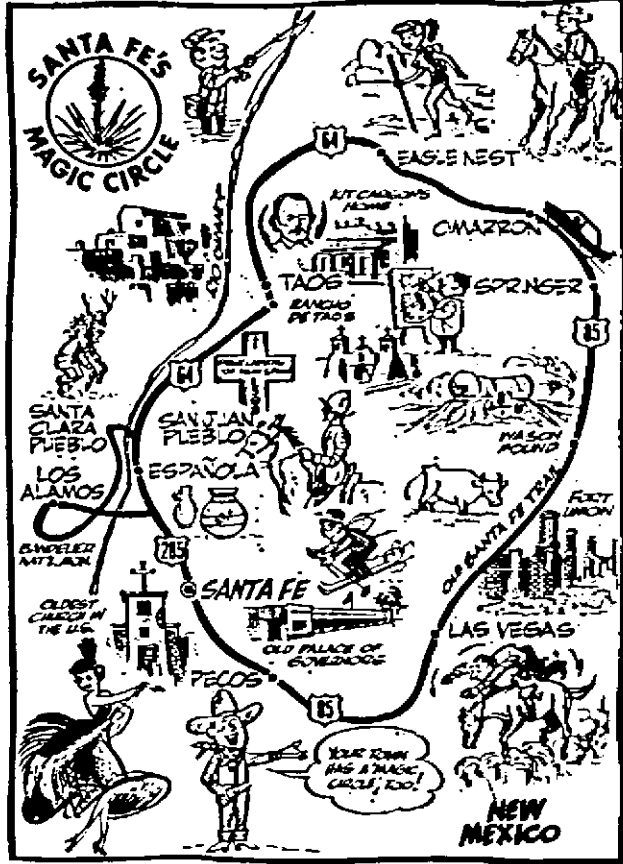 SANTA FE'S
MAGIC CIRCLE
64
EAGLE NEST
KIT CARSON'S
HOME
CIMARRON
TAOS
RANCHO
DE TAOS
SPRINGER
85
64
SANTA
CLARA
PUEBLO
SAN JUAN
PUEBLO
WAGON
MOUND
LOS
ALAMOS
ESPAÑOLA
OLD SANTA FE TRAIL
FORT
UNION
BANDELIER
NAT'L MON.
285
SANTA FE
OLDEST
CHURCH IN
THE U.S.
OLD PALACE OF
GOVERNORS
LAS VEGAS
PECOS
85
YOUR TOWN
HAS A MAGIC
CIRCLE, TOO!
NEW
MEXICO